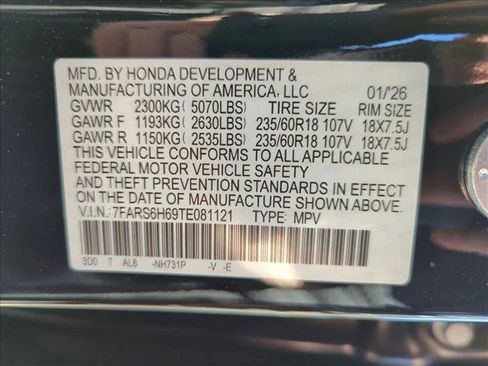 MFD. BY HONDA DEVELOPMENT &
MANUFACTURING OF AMERICA, LLC 01/'26
GVWR 2300KG( 5070LBS) TIRE SIZE RIM SIZE
GAWR F 1193KG( 2630LBS) 235/60R18 107V 18X7.5J
GAWR R 1150KG( 2535LBS) 235/60R18 107V 18X7.5J
THIS VEHICLE CONFORMS TO ALL APPLICABLE
FEDERAL MOTOR VEHICLE SAFETY
AND THEFT PREVENTION STANDARDS IN EFFECT
ON THE DATE OF MANUFACTURE SHOWN ABOVE.
V.I.N.: 7FARS6H69TE081121 TYPE: MPV
3D0 T AL8 -NH731P -V -E